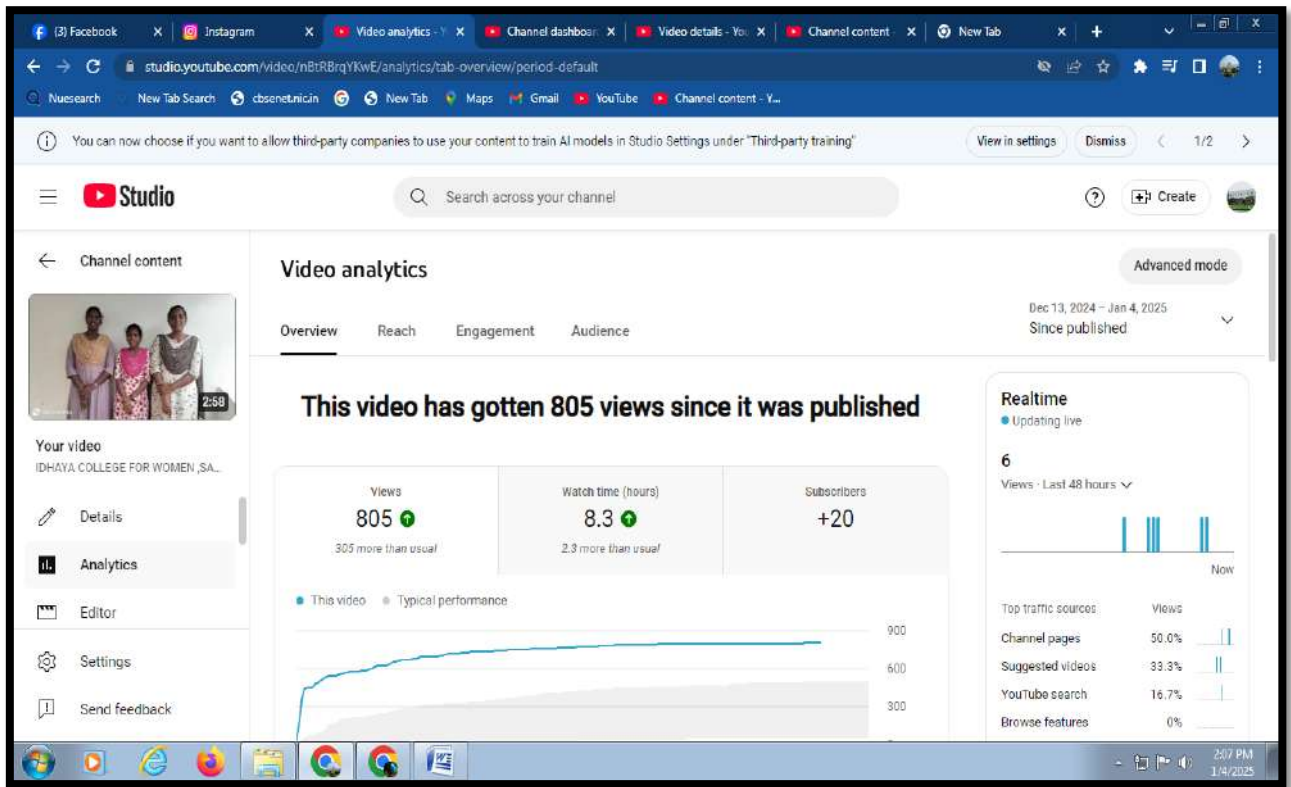 (3) Facebook X Instagram X Video analytics - Y X Channel dashboar X Video details - You X Channel content - X New Tab X +
studio.youtube.com/video/nBtRBrqYKwE/analytics/tab-overview/period-default
Nuesearch New Tab Search cbsenet.nic.in New Tab Maps Gmail YouTube Channel content - Y...
You can now choose if you want to allow third-party companies to use your content to train AI models in Studio Settings under "Third-party training" View in settings Dismiss < 1/2 >
Studio Search across your channel Create
Channel content
Video analytics
Advanced mode
Dec 13, 2024 – Jan 4, 2025
Since published
Overview Reach Engagement Audience
2:58
Your video
IDHAYA COLLEGE FOR WOMEN ,SA...
Details
Analytics
Editor
Settings
Send feedback
This video has gotten 805 views since it was published
Views
805
305 more than usual
Watch time (hours)
8.3
2.3 more than usual
Subscribers
+20
This video Typical performance
900
600
300
Realtime
Updating live
6
Views · Last 48 hours
Now
Top traffic sources Views
Channel pages 50.0%
Suggested videos 33.3%
YouTube search 16.7%
Browse features 0%
2:07 PM
1/4/2025